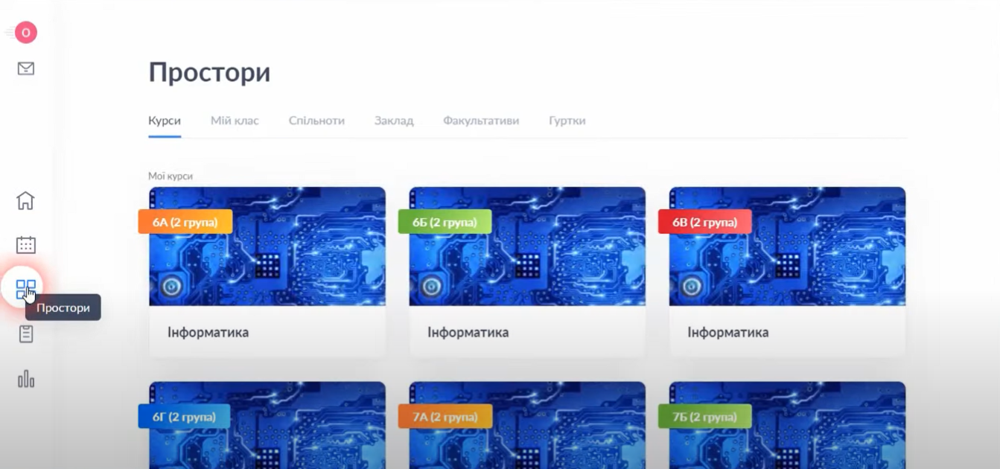 О
Простори
Курси Мій клас Спільноти Заклад Факультативи Гуртки
Мої курси
6А (2 група) 6Б (2 група) 6В (2 група)
Простори
Інформатика Інформатика Інформатика
6Г (2 група) 7А (2 група) 7Б (2 група)